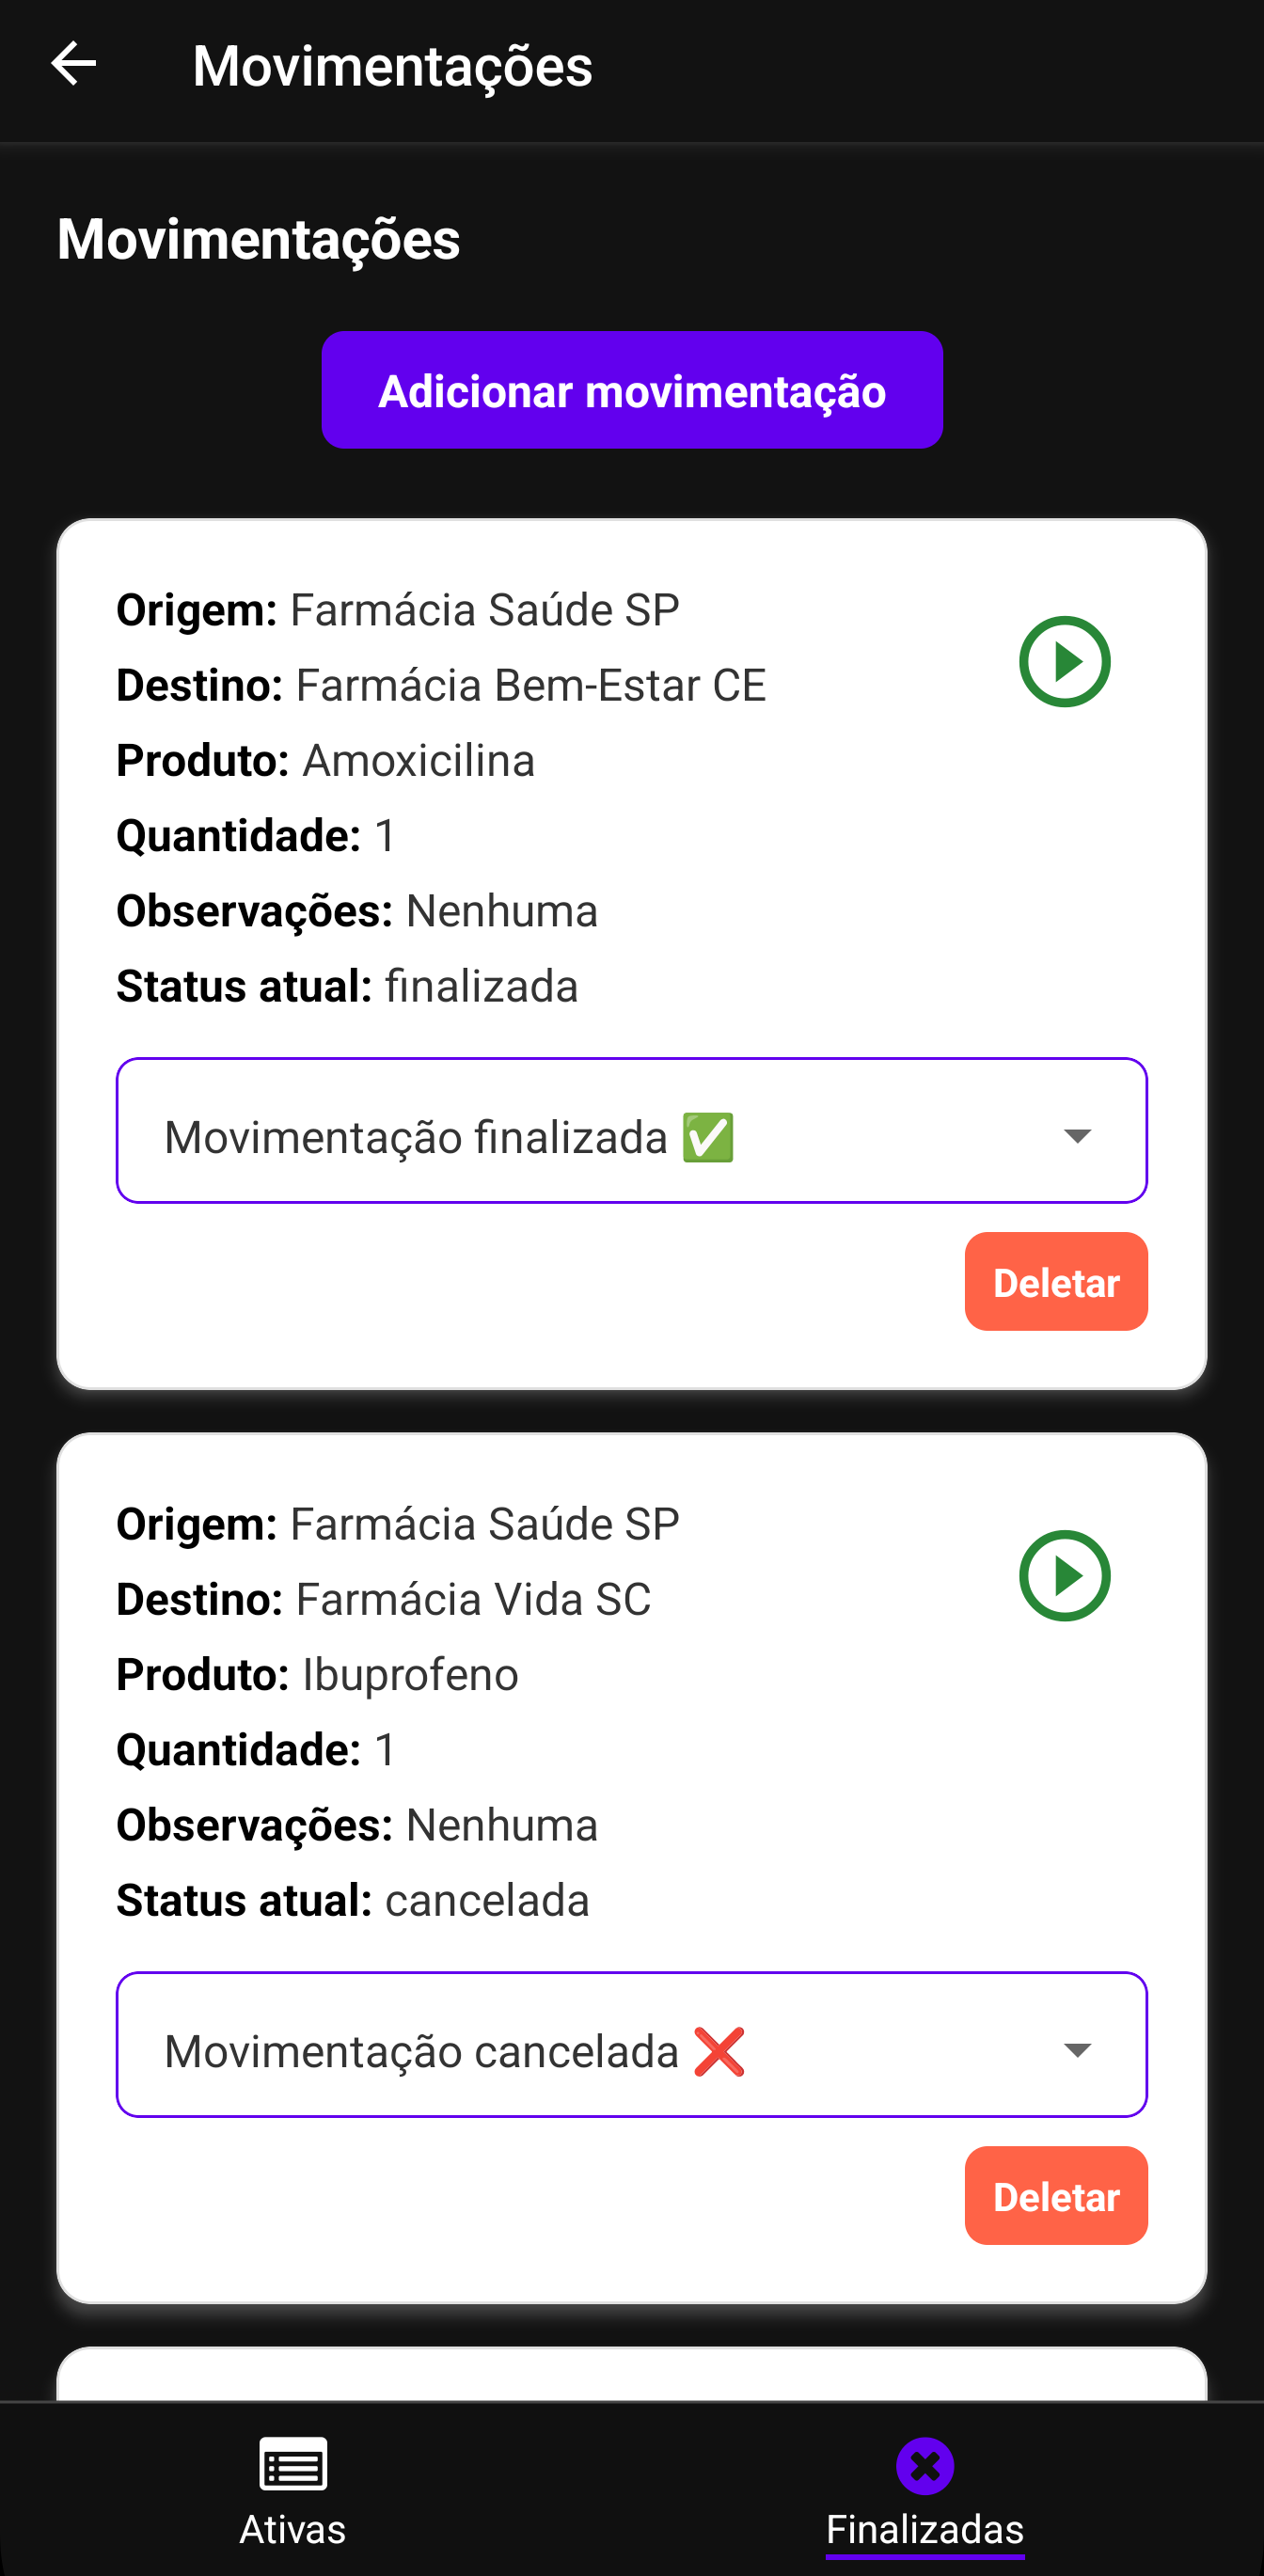 Movimentações
Movimentações
Adicionar movimentação
Origem: Farmácia Saúde SP
Destino: Farmácia Bem-Estar CE
Produto: Amoxicilina
Quantidade: 1
Observações: Nenhuma
Status atual: finalizada
Movimentação finalizada ✅
Deletar
Origem: Farmácia Saúde SP
Destino: Farmácia Vida SC
Produto: Ibuprofeno
Quantidade: 1
Observações: Nenhuma
Status atual: cancelada
Movimentação cancelada ❌
Deletar
Ativas
Finalizadas